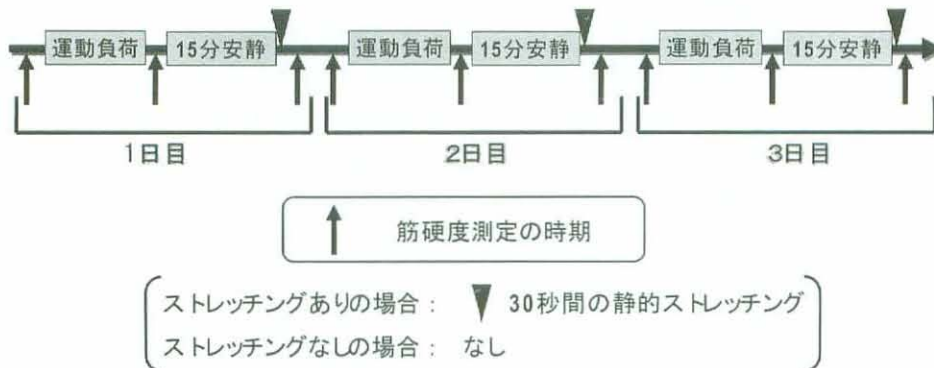 運動負荷 15分安静 運動負荷 15分安静 運動負荷 15分安静
1日目 2日目 3日目
筋硬度測定の時期
ストレッチングありの場合： 30秒間の静的ストレッチング
ストレッチングなしの場合： なし